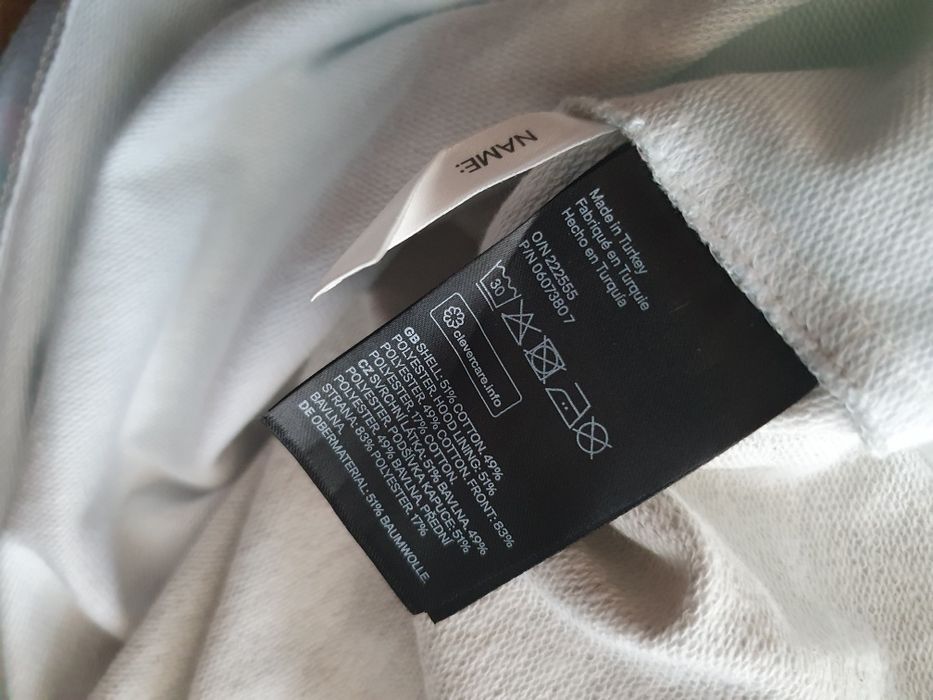 NAME:
Made in Turkey
Fabriqué en Turquie
Hecho en Turquía
O/N 222555
P/N 06073807
30
clevercare.info
GB SHELL: 51% COTTON. 49%
POLYESTER. HOOD LINING: 51%
POLYESTER. 49% COTTON. FRONT: 83%
POLYESTER. 17% COTTON.
CZ SVRCHNÍ LÁTKA: 51% BAVLNA. 49%
POLYESTER. PODŠÍVKA KAPUCE: 51%
POLYESTER. 49% BAVLNA. PŘEDNÍ
STRANA: 83% POLYESTER. 17%
BAVLNA.
DE OBERMATERIAL: 51% BAUMWOLLE.